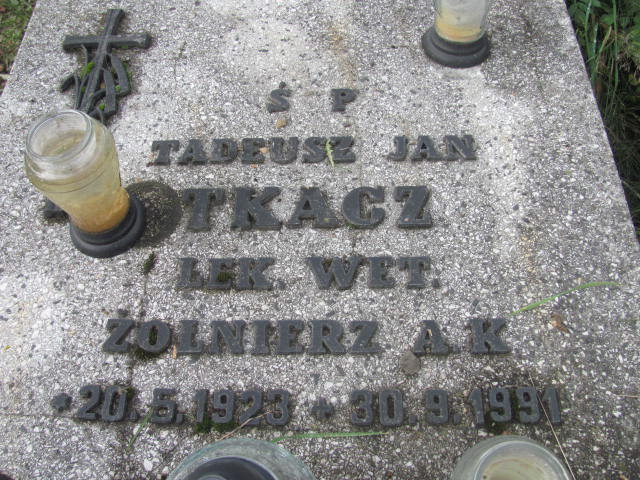 Ś P
TADEUSZ JAN
TKACZ
LEK. WET.
ŻOŁNIERZ A K
*20.5.1923 + 30.9.1991